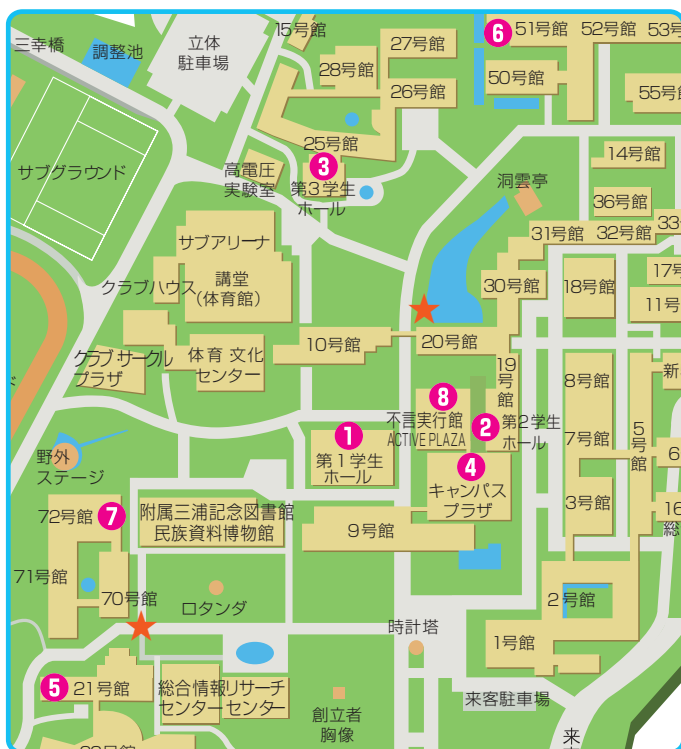 三幸橋
調整池
立体
駐車場
15号館
27号館
28号館
26号館
25号館
6
51号館
52号館
53号
50号館
55号
サブグラウンド
高電圧
実験室
3
第3学生
ホール
洞雲亭
14号館
36号館
31号館
32号館
33
サブアリーナ
講堂
(体育館)
クラブハウス
30号館
18号館
17号
11号
クラブサークル
プラザ
体育 文化
センター
10号館
20号館
19号館
8号館
新
8
不言実行館
ACTIVE PLAZA
2
第2学生
ホール
7号館
5号館
1
第1学生
ホール
4
キャンパス
プラザ
3号館
6
16
総
野外
ステージ
72号館
7
附属三浦記念図書館
民族資料博物館
9号館
71号館
70号館
ロタンダ
時計塔
2号館
1号館
5
21号館
総合情報
センター
リサーチ
センター
創立者
胸像
来客駐車場
来